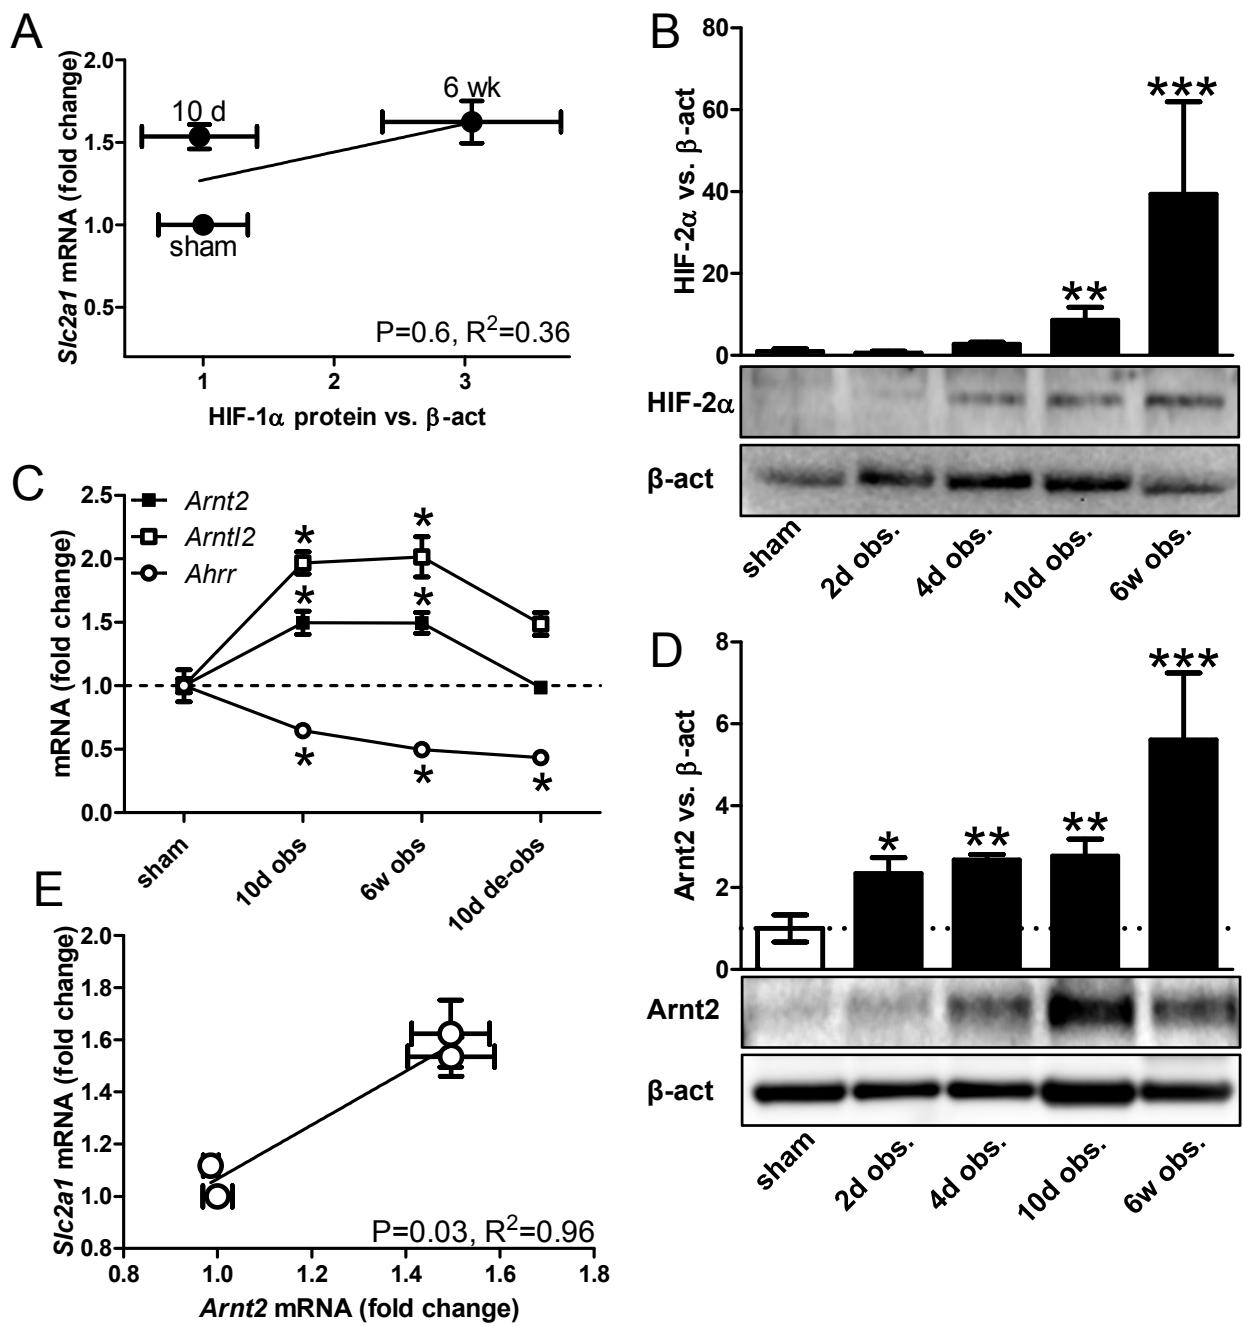 A
Slc2a1 mRNA (fold change)
2.0
1.5
1.0
0.5
10 d
6 wk
sham
P=0.6, R²=0.36
1 2 3
HIF-1α protein vs. β-act
B
HIF-2α vs. β-act
80
60
40
20
0
**
***
HIF-2α
β-act
sham
2d obs.
4d obs.
10d obs.
6w obs.
C
mRNA (fold change)
2.5
2.0
1.5
1.0
0.5
0.0
Arnt2
Arntl2
Ahrr
* *
* *
* * *
sham
10d obs
6w obs
10d de-obs
D
Arnt2 vs. β-act
8
6
4
2
0
*
**
**
***
Arnt2
β-act
sham
2d obs.
4d obs.
10d obs.
6w obs.
E
Slc2a1 mRNA (fold change)
2.0
1.8
1.6
1.4
1.2
1.0
0.8
P=0.03, R²=0.96
0.8 1.0 1.2 1.4 1.6 1.8
Arnt2 mRNA (fold change)